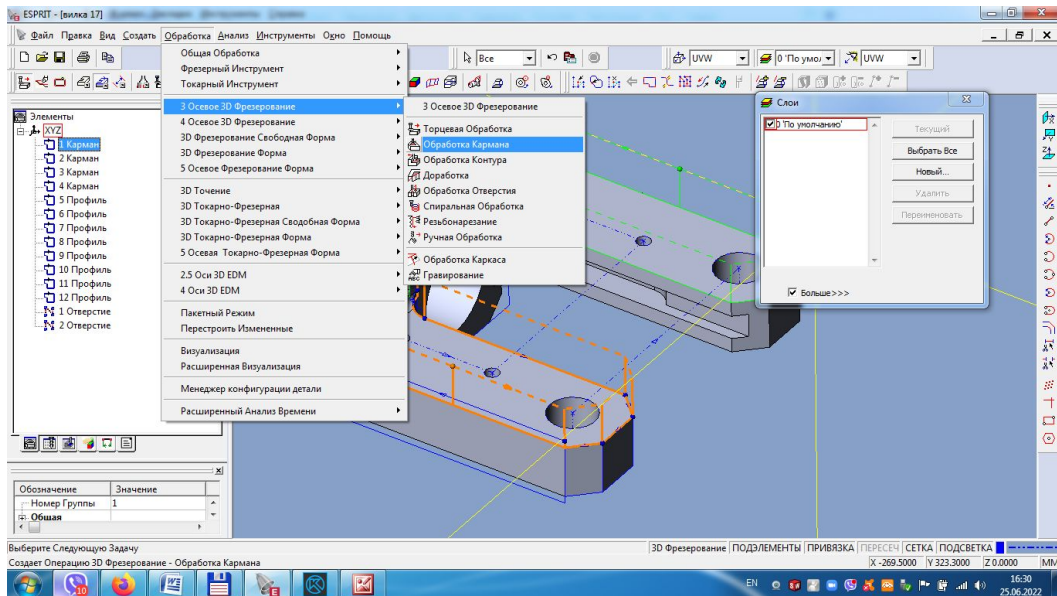 ESPRIT - [вилка 17]
Файл Правка Вид Создать Обработка Анализ Инструменты Окно Помощь
Все
UVW
0 'По умол
UVW
Элементы
XYZ
1 Карман
2 Карман
3 Карман
4 Карман
5 Профиль
6 Профиль
7 Профиль
8 Профиль
9 Профиль
10 Профиль
11 Профиль
12 Профиль
1 Отверстие
2 Отверстие
Общая Обработка
Фрезерный Инструмент
Токарный Инструмент
3 Осевое 3D Фрезерование
4 Осевое 3D Фрезерование
3D Фрезерование Свободная Форма
3D Фрезерование Форма
5 Осевое Фрезерование Форма
3D Точение
3D Токарно-Фрезерная
3D Токарно-Фрезерная Сводобная Форма
3D Токарно-Фрезерная Форма
5 Осевая Токарно-Фрезерная Форма
2.5 Оси 3D EDM
4 Оси 3D EDM
Пакетный Режим
Перестроить Измененные
Визуализация
Расширенная Визуализация
Менеджер конфигурации детали
Расширенный Анализ Времени
3 Осевое 3D Фрезерование
Торцевая Обработка
Обработка Кармана
Обработка Контура
Доработка
Обработка Отверстия
Спиральная Обработка
Резьбонарезание
Ручная Обработка
Обработка Каркаса
Гравирование
Слои
0 'По умолчанию'
Текущий
Выбрать Все
Новый...
Удалить
Переименовать
Больше>>>
Обозначение Значение
Номер Группы 1
Общая
Выберите Следующую Задачу
3D Фрезерование ПОДЭЛЕМЕНТЫ ПРИВЯЗКА ПЕРЕСЕЧ СЕТКА ПОДСВЕТКА
Создает Операцию 3D Фрезерование - Обработка Кармана
X -269.5000 Y 323.3000 Z 0.0000 MM
10
EN
16:30
25.06.2022